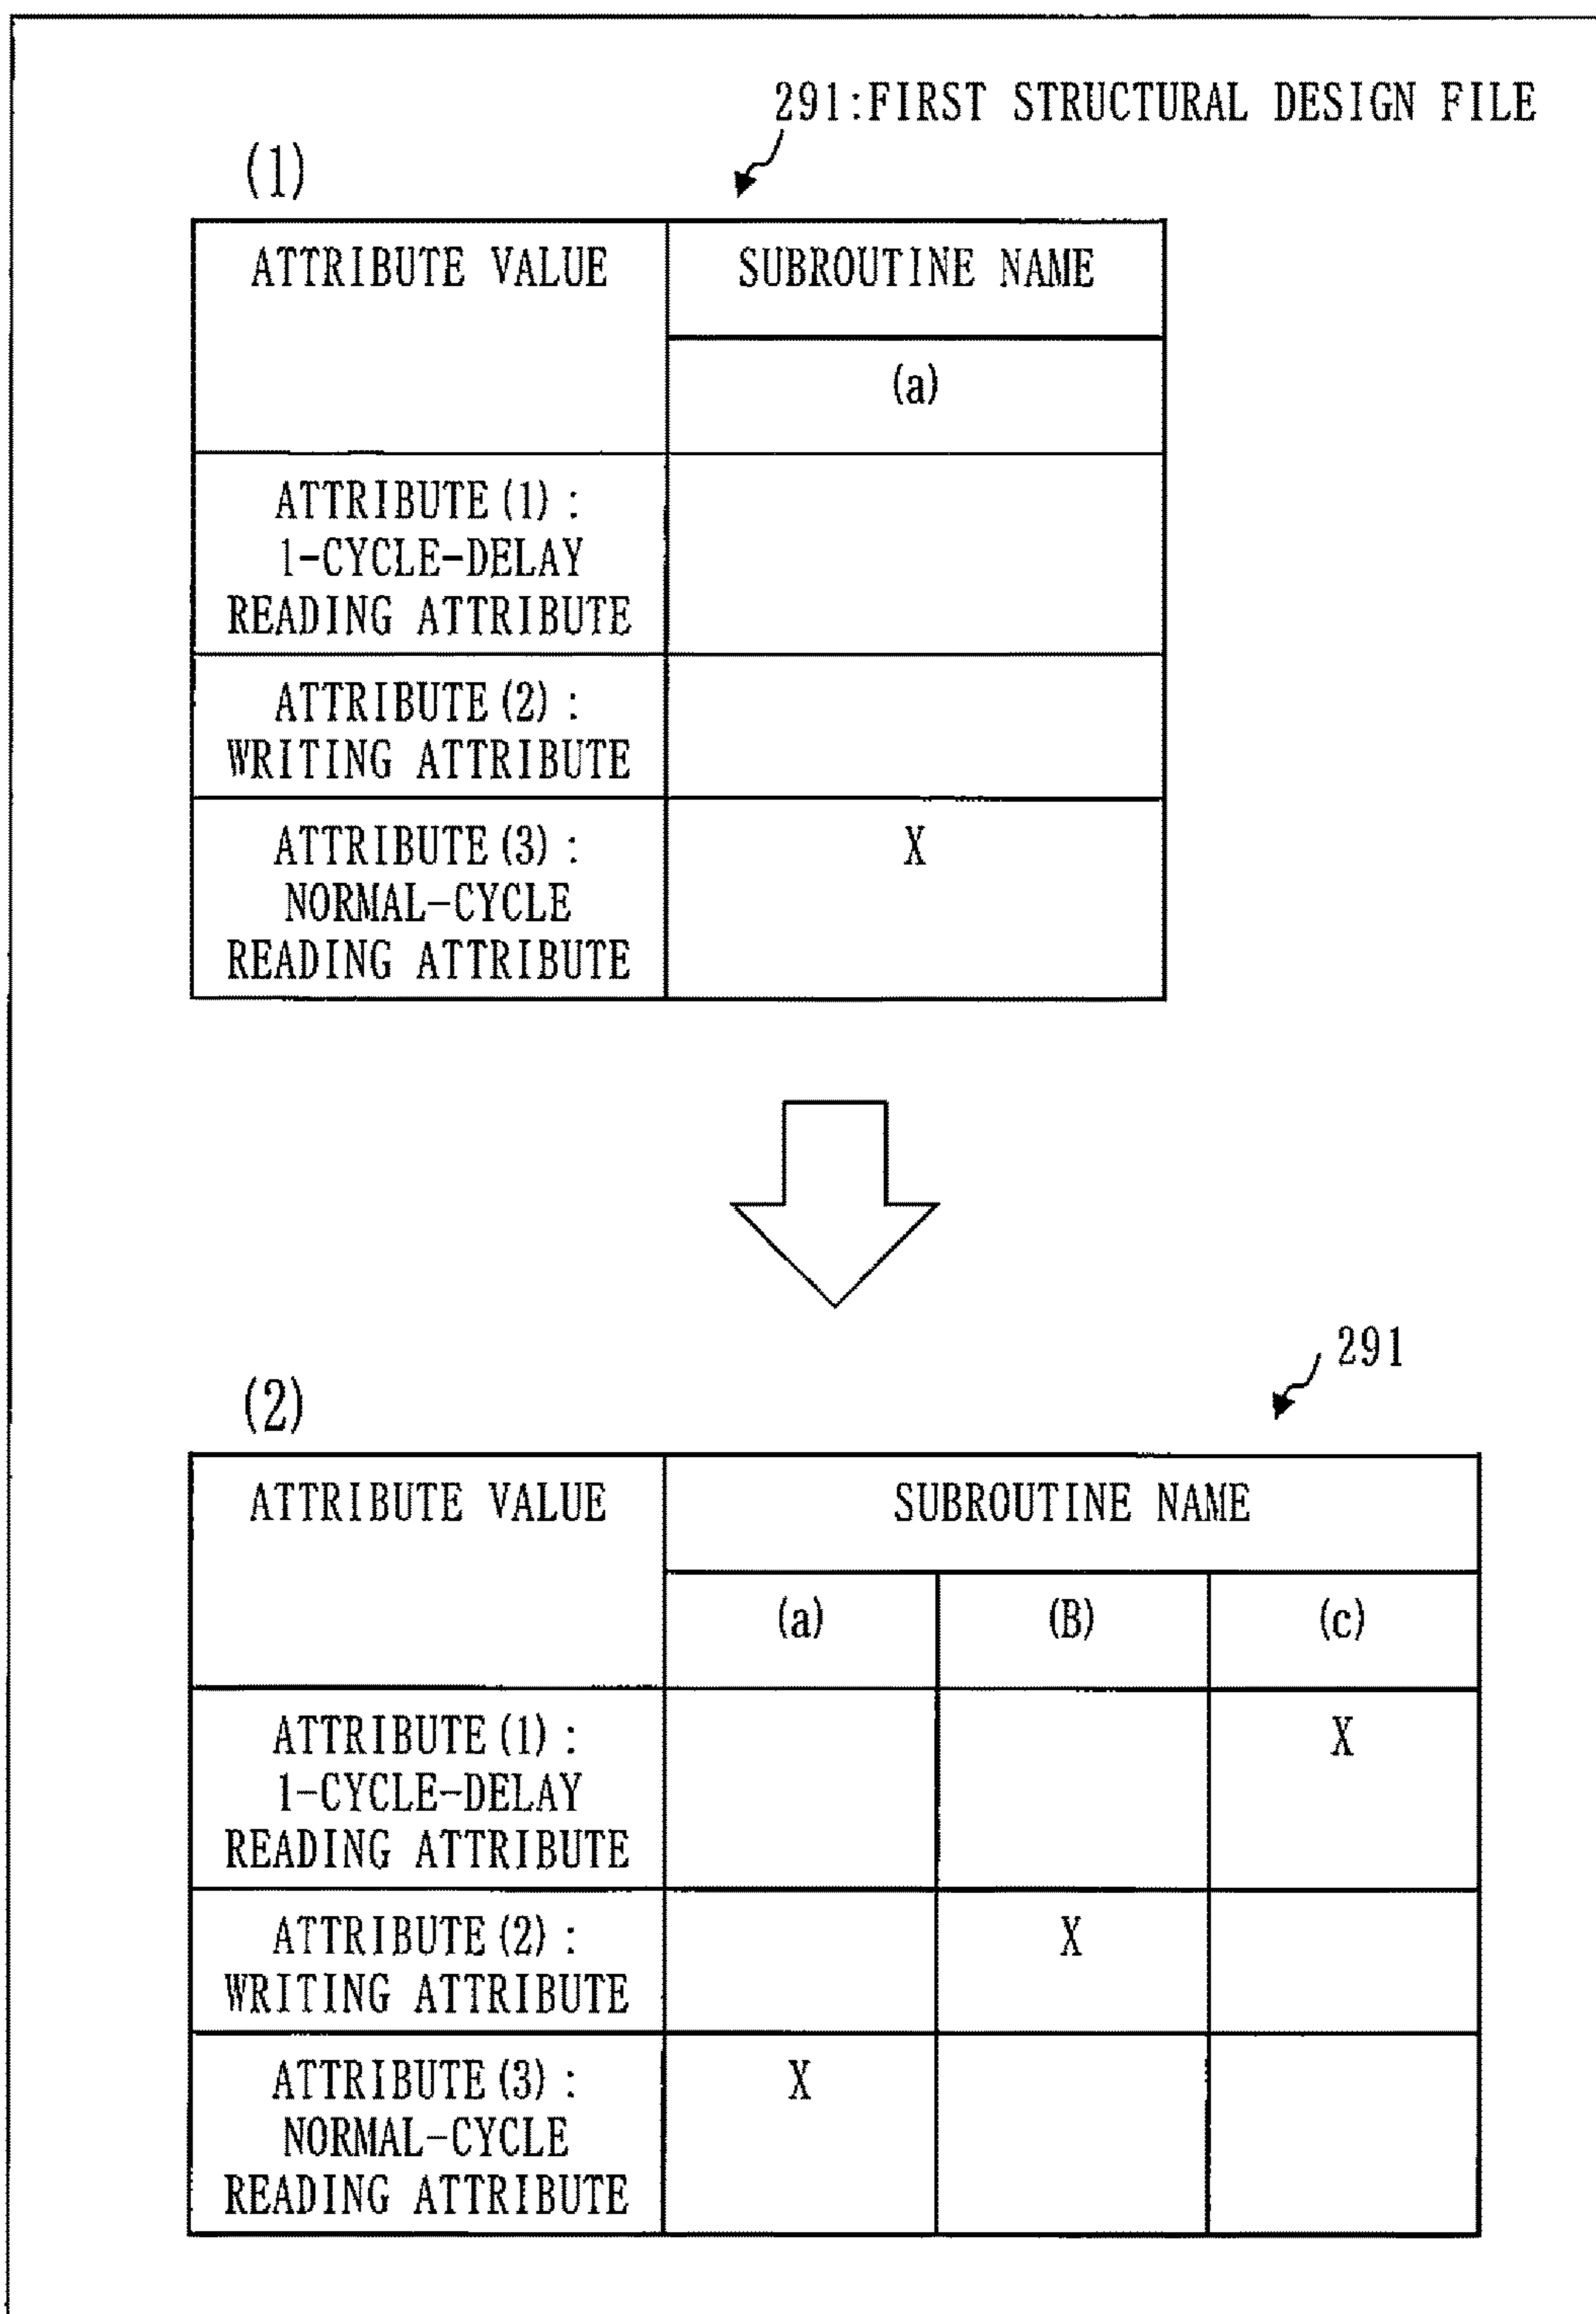 291:FIRST STRUCTURAL DESIGN FILE
(1)
ATTRIBUTE VALUE
SUBROUTINE NAME
(a)
ATTRIBUTE(1):
1-CYCLE-DELAY
READING ATTRIBUTE
ATTRIBUTE(2):
WRITING ATTRIBUTE
ATTRIBUTE(3):
X
NORMAL-CYCLE
READING ATTRIBUTE
291
(2)
ATTRIBUTE VALUE
SUBROUTINE NAME
(a) (B) (c)
ATTRIBUTE(1):
X
1-CYCLE-DELAY
READING ATTRIBUTE
ATTRIBUTE(2):
X
WRITING ATTRIBUTE
ATTRIBUTE(3):
X
NORMAL-CYCLE
READING ATTRIBUTE